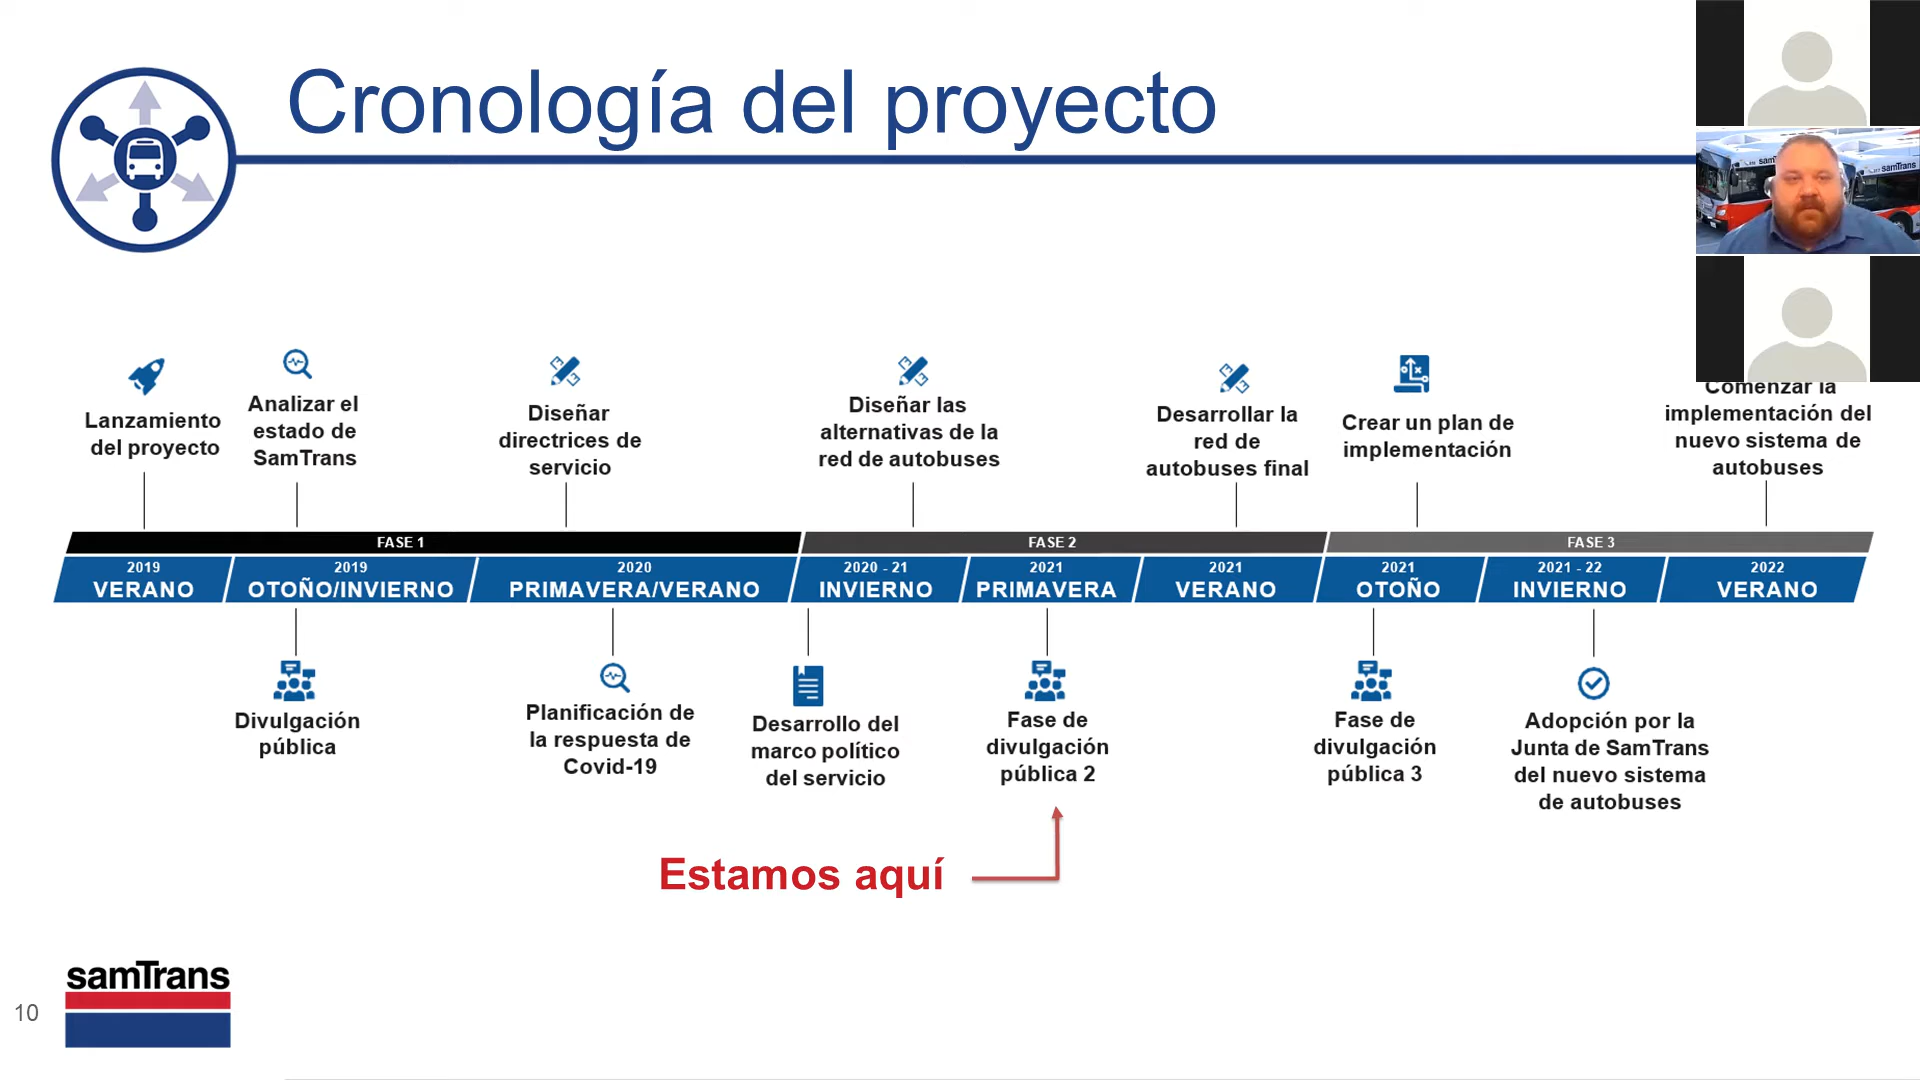 Cronología del proyecto
samTrans
samTrans
Lanzamiento
del proyecto
Analizar el
estado de
SamTrans
Diseñar
directrices de
servicio
Diseñar las
alternativas de la
red de autobuses
Desarrollar la
red de
autobuses final
Crear un plan de
implementación
Comenzar la
implementación del
nuevo sistema de
autobuses
FASE 1
FASE 2
FASE 3
2019
VERANO
2019
OTOÑO/INVIERNO
2020
PRIMAVERA/VERANO
2020 - 21
INVIERNO
2021
PRIMAVERA
2021
VERANO
2021
OTOÑO
2021 - 22
INVIERNO
2022
VERANO
Divulgación
pública
Planificación de
la respuesta de
Covid-19
Desarrollo del
marco político
del servicio
Fase de
divulgación
pública 2
Fase de
divulgación
pública 3
Adopción por la
Junta de SamTrans
del nuevo sistema
de autobuses
Estamos aquí
samTrans
10